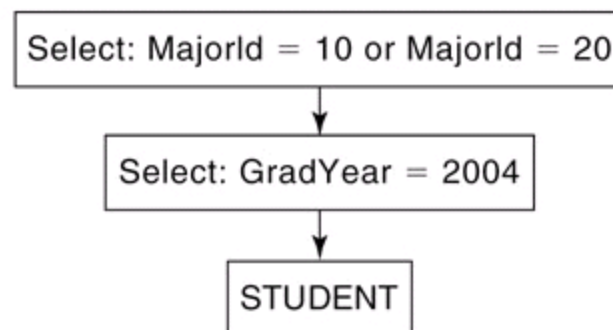 Select: MajorId = 10 or MajorId = 20
Select: GradYear = 2004
STUDENT